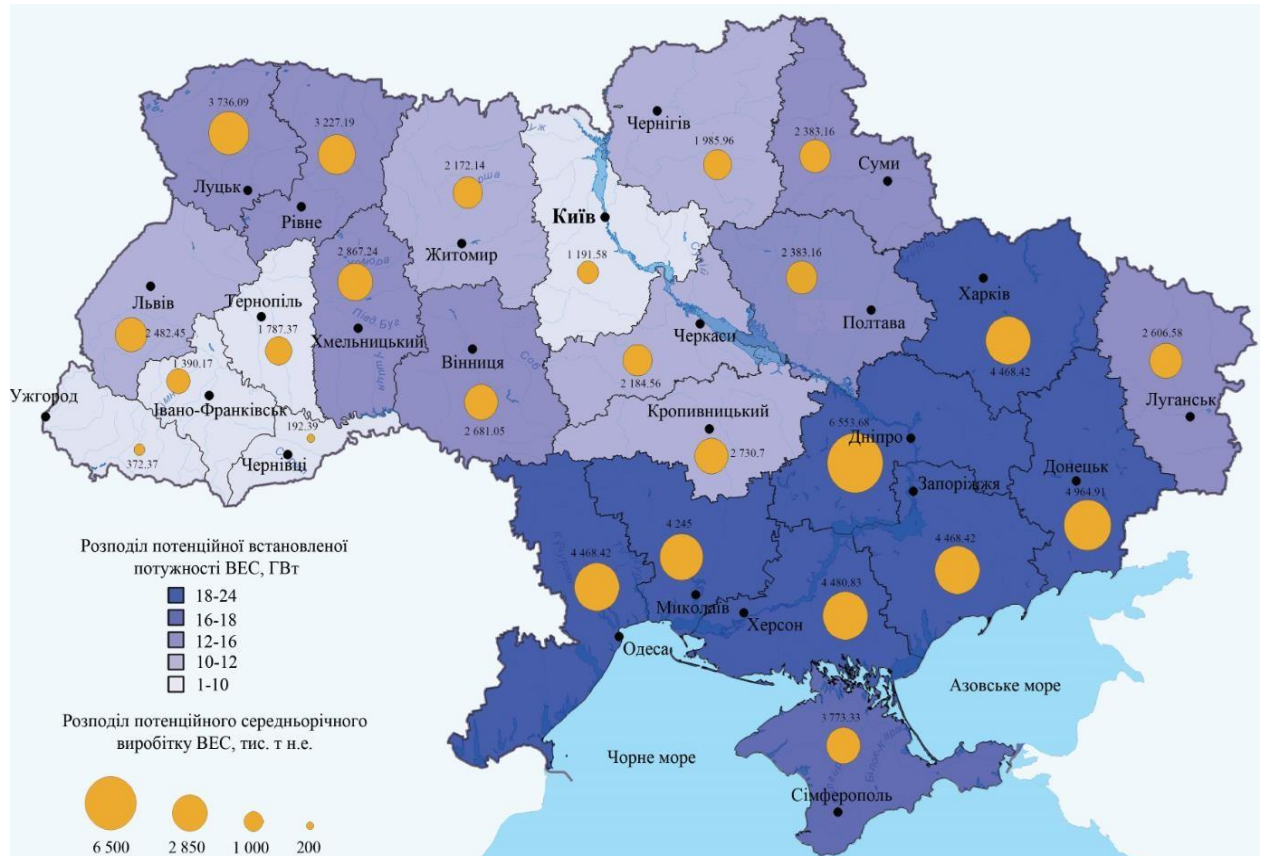 3 736.09
3 227.19
Луцьк
Рівне
2 172.14
Житомир
Київ
1 191.58
Чернігів
1 985.96
2 383.16
Суми
Львів
2 482.45
Тернопіль
1 787.37
2 867.24
Хмельницький
Півд. Буг
Вінниця
2 681.05
Черкаси
2 184.56
2 383.16
Полтава
Харків
4 468.42
2 606.58
Луганськ
Ужгород
1 390.17
Івано-Франківськ
372.37
192.39
Чернівці
Кропивницький
2 730.7
6 553.68
Дніпро
Запоріжжя
Донецьк
4 964.91
4 468.42
4 245
Миколаїв
Херсон
4 480.83
4 468.42
Одеса
Азовське море
Чорне море
3 773.33
Сімферополь
Розподіл потенційної встановленої
потужності ВЕС, ГВт
18-24
16-18
12-16
10-12
1-10
Розподіл потенційного середньорічного
виробітку ВЕС, тис. т н.е.
6 500
2 850
1 000
200